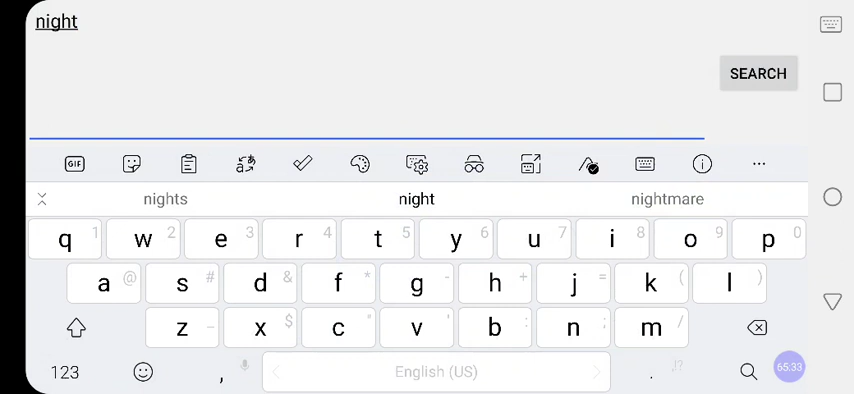 night
SEARCH
GIF
nights night nightmare
q 1 w 2 e 3 r 4 t 5 y 6 u 7 i 8 o 9 p 0
a @ s # d & f * g - h + j = k ( l )
z _ x $ c " v ' b : n ; m /
123 , English (US) . ,!?
65:33